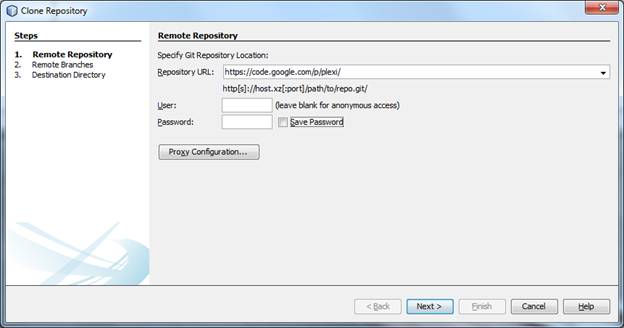 Clone Repository
Steps
1. Remote Repository
2. Remote Branches
3. Destination Directory
Remote Repository
Specify Git Repository Location:
Repository URL: https://code.google.com/p/plexi/
http[s]://host.xz[:port]/path/to/repo.git/
User: (leave blank for anonymous access)
Password: Save Password
Proxy Configuration...
< Back Next > Finish Cancel Help